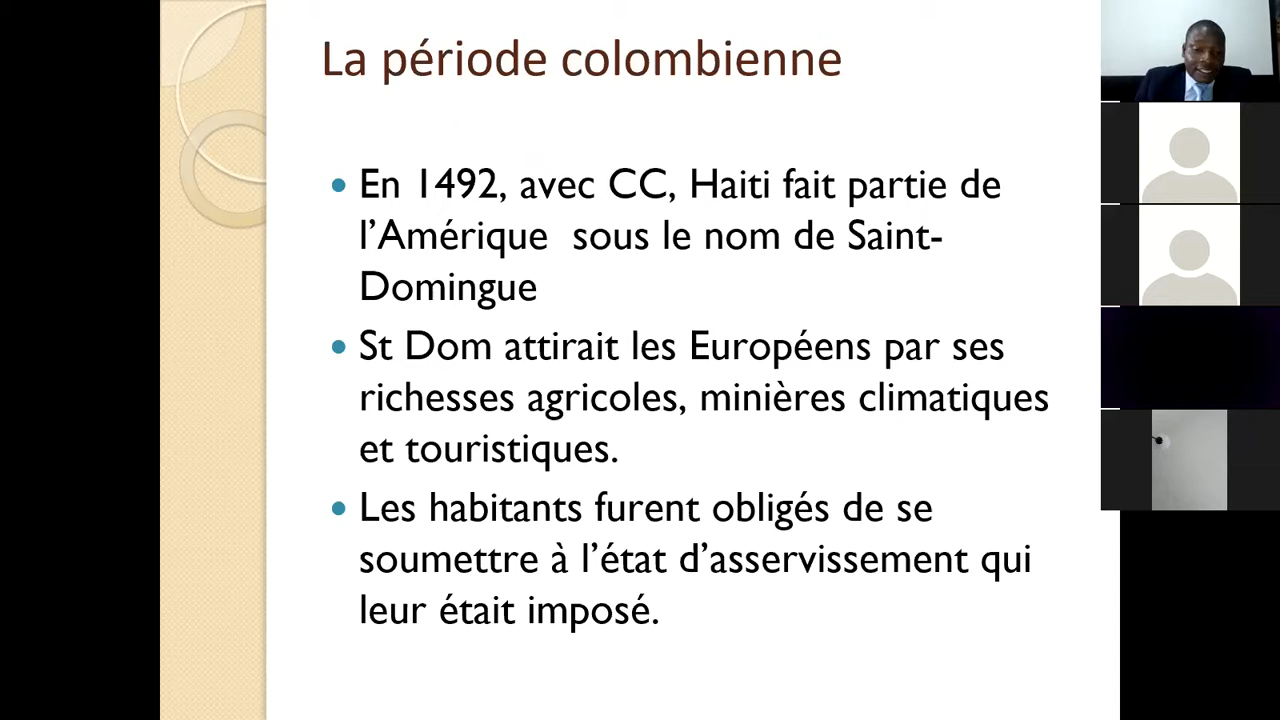 La période colombienne
En 1492, avec CC, Haiti fait partie de
l’Amérique  sous le nom de Saint-
Domingue
St Dom attirait les Européens par ses
richesses agricoles, minières climatiques
et touristiques.
Les habitants furent obligés de se
soumettre à l’état d’asservissement qui
leur était imposé.